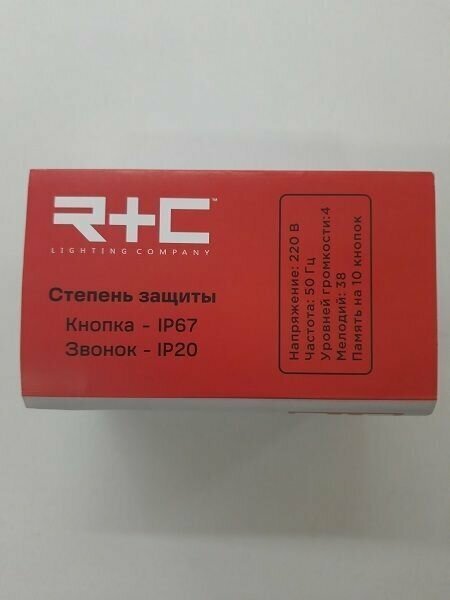 R+C™
LIGHTING COMPANY
Степень защиты
Кнопка - IP67
Звонок - IP20
Напряжение: 220 В
Частота: 50 Гц
Уровней громкости:4
Мелодий: 38
Память на 10 кнопок